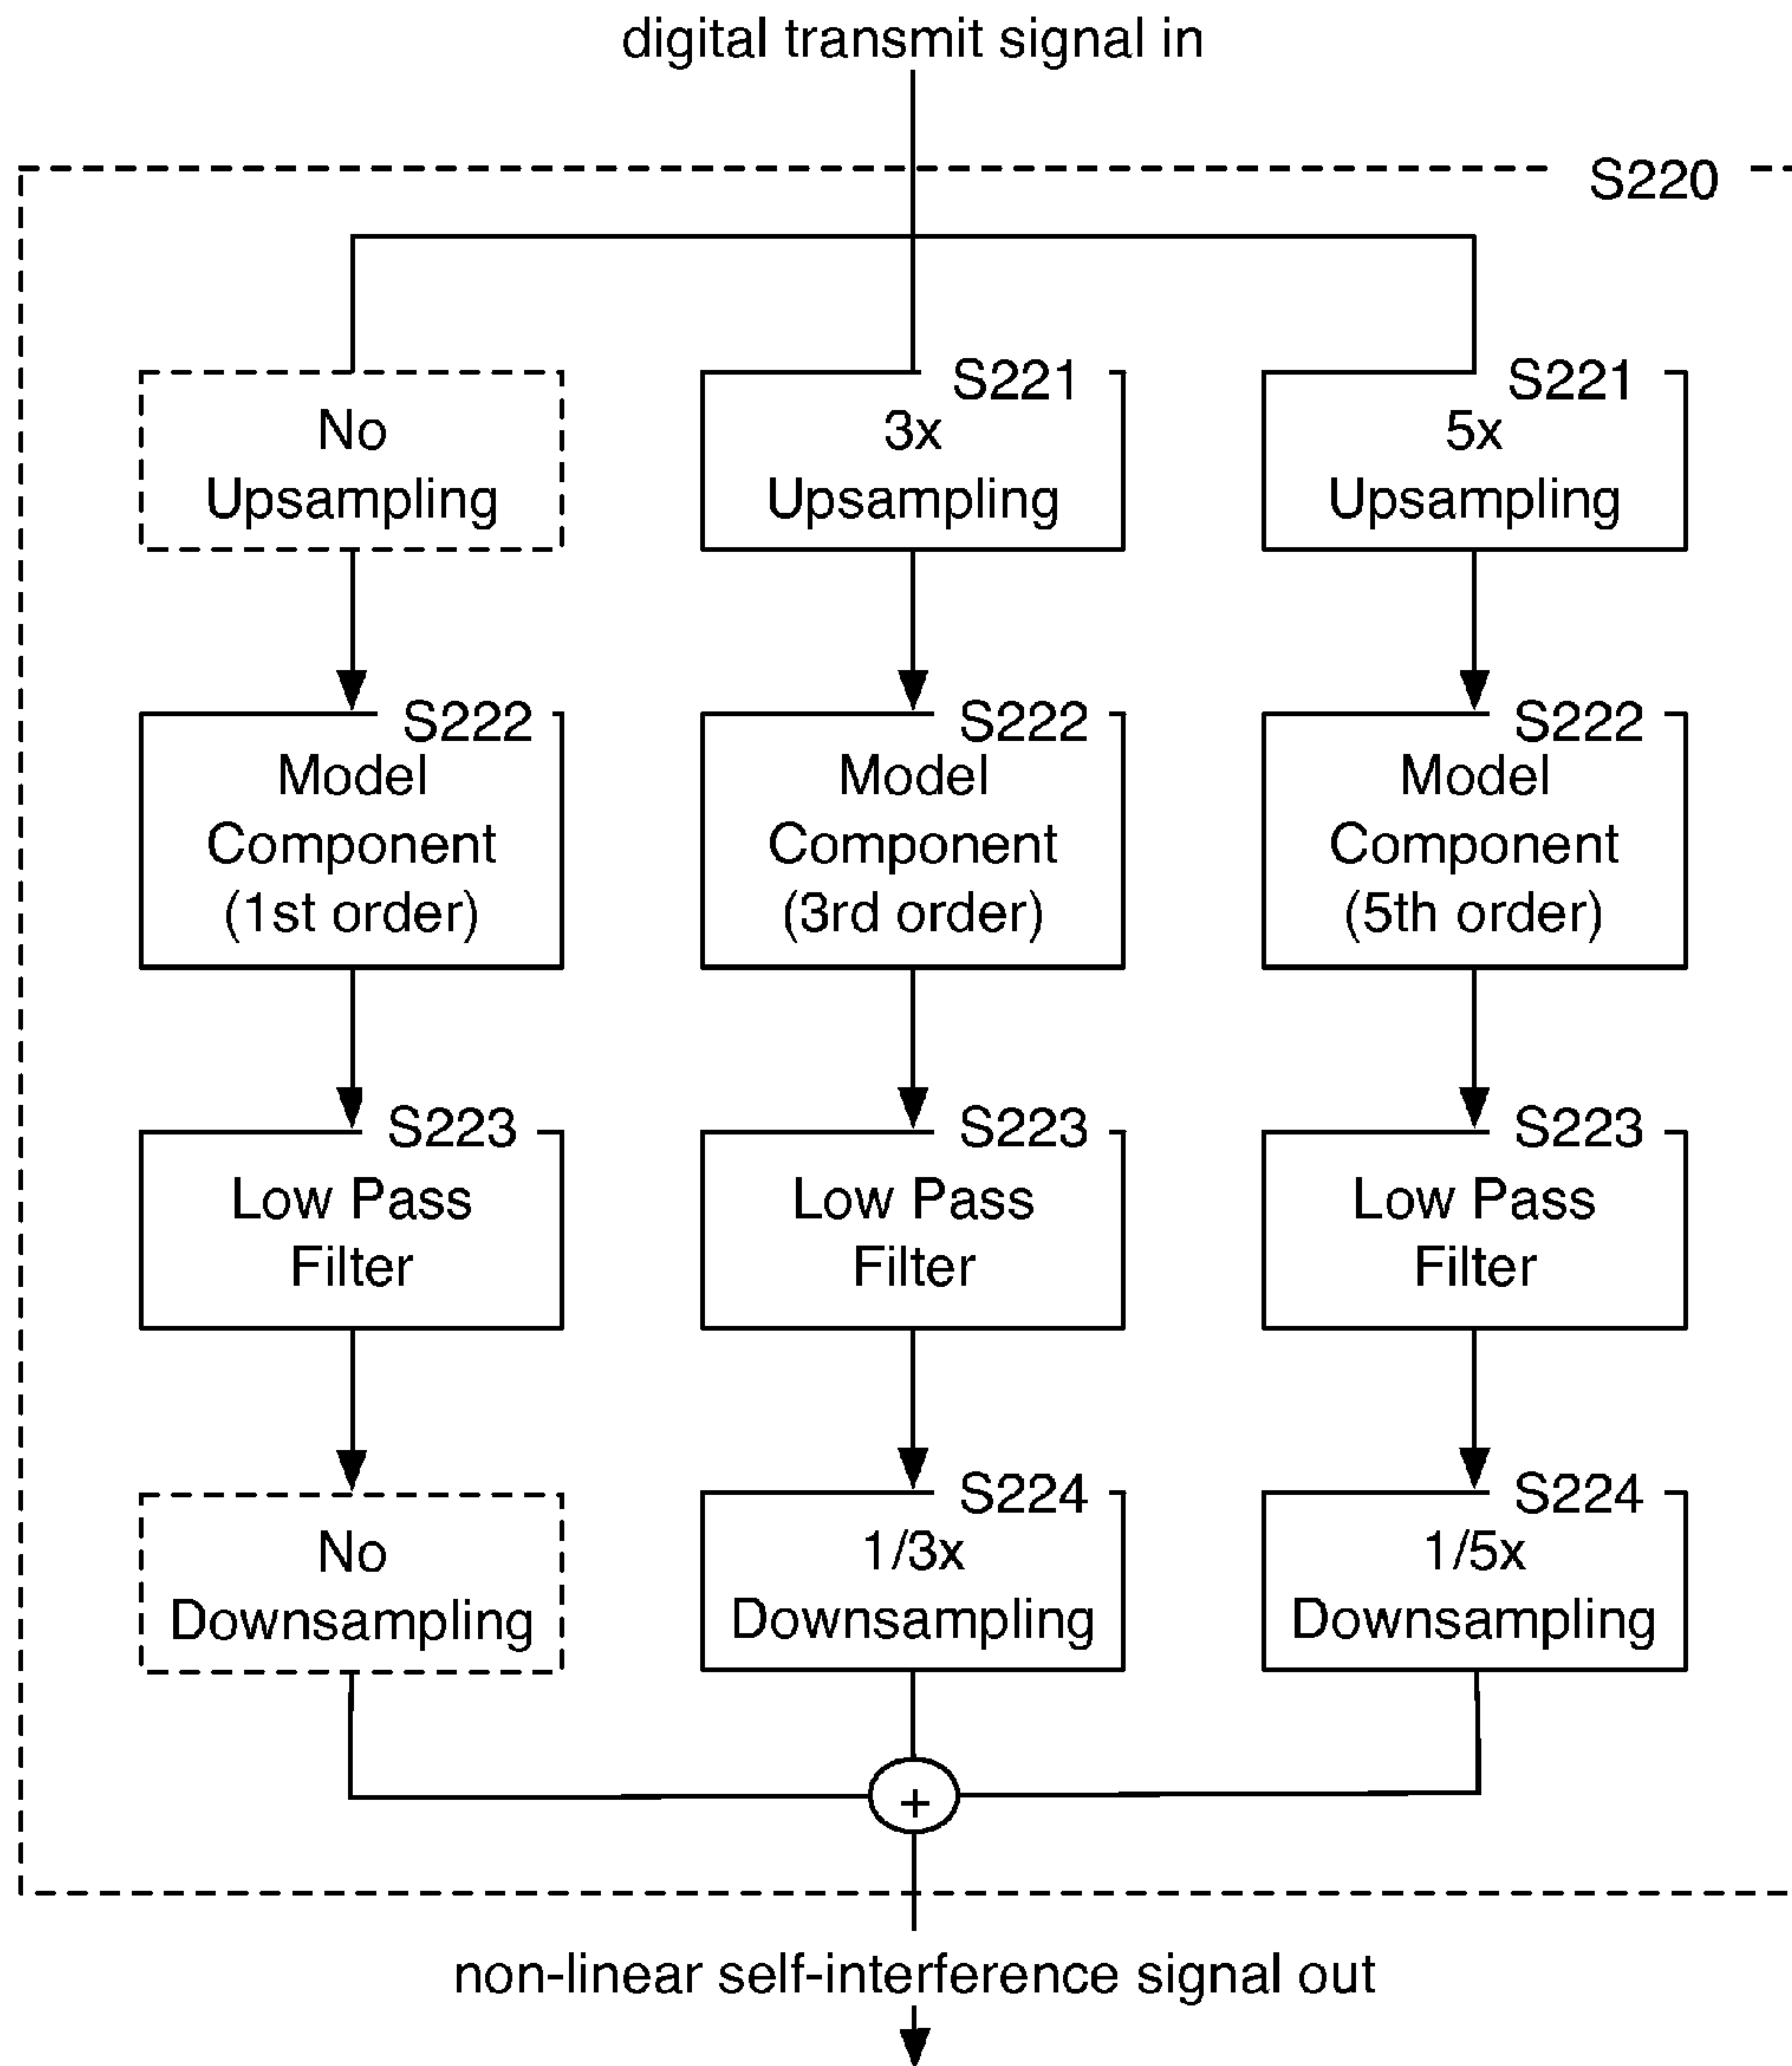 digital transmit signal in
S220
No
Upsampling
S221
3x
Upsampling
S221
5x
Upsampling
S222
Model
Component
(1st order)
S222
Model
Component
(3rd order)
S222
Model
Component
(5th order)
S223
Low Pass
Filter
S223
Low Pass
Filter
S223
Low Pass
Filter
No
Downsampling
S224
1/3x
Downsampling
S224
1/5x
Downsampling
+
non-linear self-interference signal out